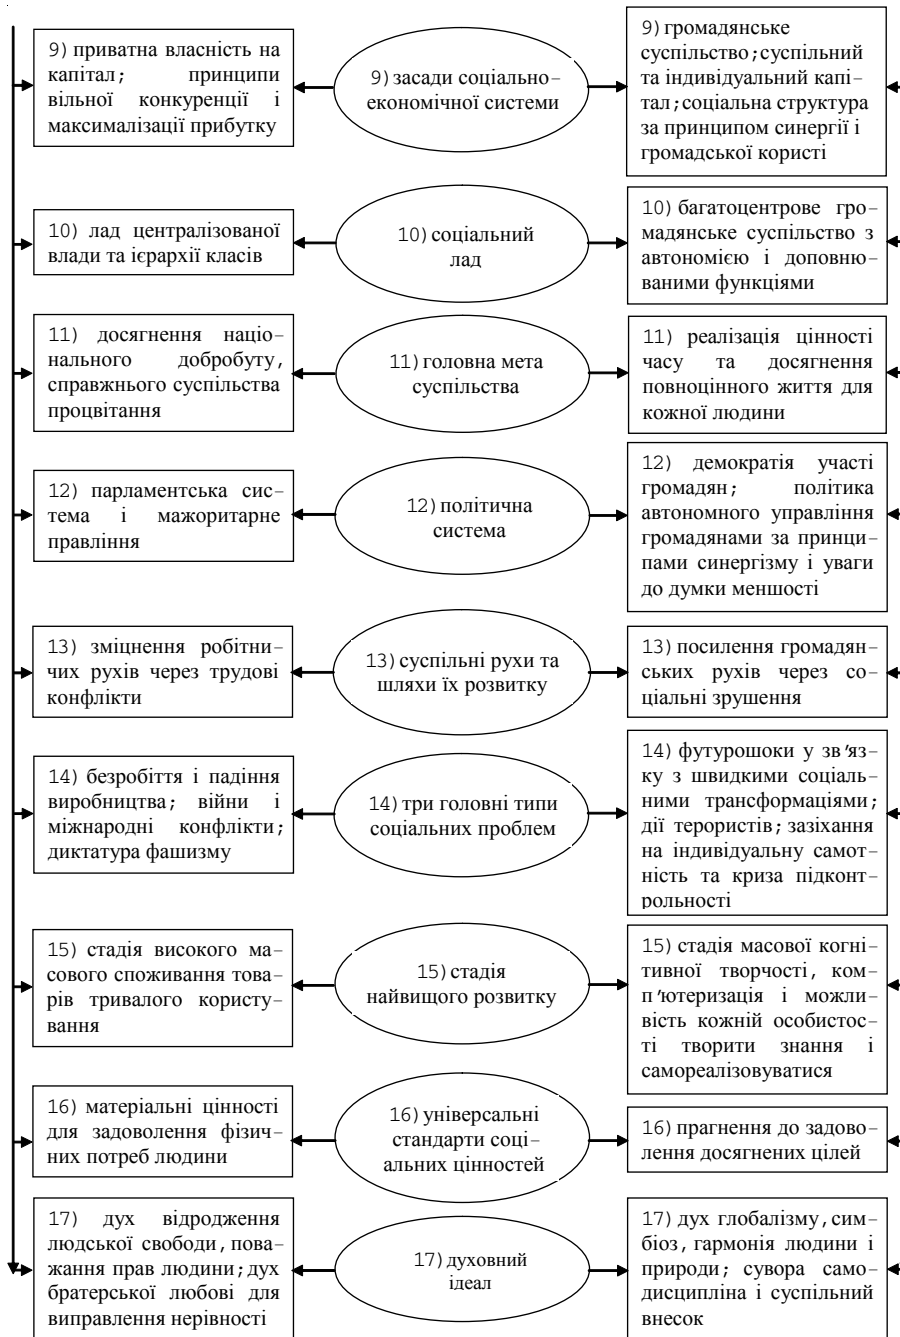 9) приватна власність на
капітал; принципи
вільної конкуренції і
максималізації прибутку
9) засади соціально-
економічної системи
9) громадянське
суспільство; суспільний
та індивідуальний капі-
тал; соціальна структура
за принципом синергії і
громадської користі
10) лад централізованої
влади та ієрархії класів
10) соціальний
лад
10) багатоцентрове гро-
мадянське суспільство з
автономією і доповню-
ваними функціями
11) досягнення націо-
нального добробуту,
справжнього суспільства
процвітання
11) головна мета
суспільства
11) реалізація цінності
часу та досягнення
повноцінного життя для
кожної людини
12) парламентська сис-
тема і мажоритарне
правління
12) політична
система
12) демократія участі
громадян; політика
автономного управління
громадянами за принци-
пами синергізму і уваги
до думки меншості
13) зміцнення робітни-
чих рухів через трудові
конфлікти
13) суспільні рухи та
шляхи їх розвитку
13) посилення громадян-
ських рухів через со-
ціальні зрушення
14) безробіття і падіння
виробництва; війни і
міжнародні конфлікти;
диктатура фашизму
14) три головні типи
соціальних проблем
14) футурошоки у зв'яз-
ку з швидкими соціаль-
ними трансформаціями;
дії терористів; зазіхання
на індивідуальну самот-
ність та криза підконт-
рольності
15) стадія високого ма-
сового споживання това-
рів тривалого користу-
вання
15) стадія
найвищого розвитку
15) стадія масової когні-
тивної творчості, ком-
п'ютеризація і можли-
вість кожній особистос-
ті творити знання і
самореалізовуватися
16) матеріальні цінності
для задоволення фізич-
них потреб людини
16) універсальні
стандарти соці-
альних цінностей
16) прагнення до задово-
лення досягнених цілей
17) дух відродження
людської свободи, пова-
жання прав людини; дух
братерської любові для
виправлення нерівності
17) духовний
ідеал
17) дух глобалізму, сим-
біоз, гармонія людини і
природи; сувора само-
дисципліна і суспільний
внесок